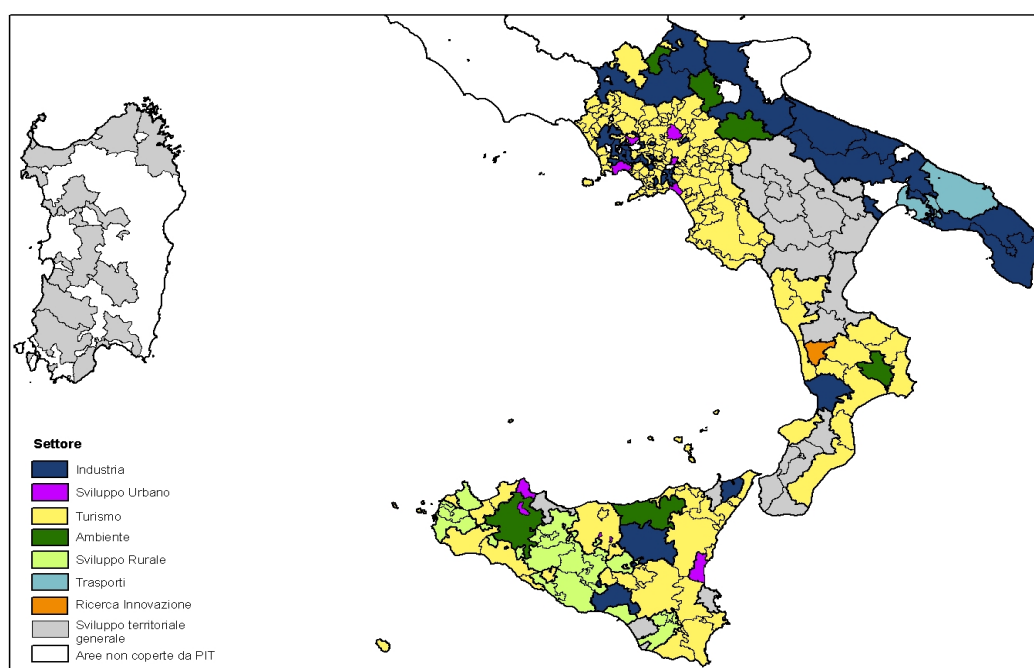 Settore
Industria
Sviluppo Urbano
Turismo
Ambiente
Sviluppo Rurale
Trasporti
Ricerca Innovazione
Sviluppo territoriale
generale
Aree non coperte da PIT